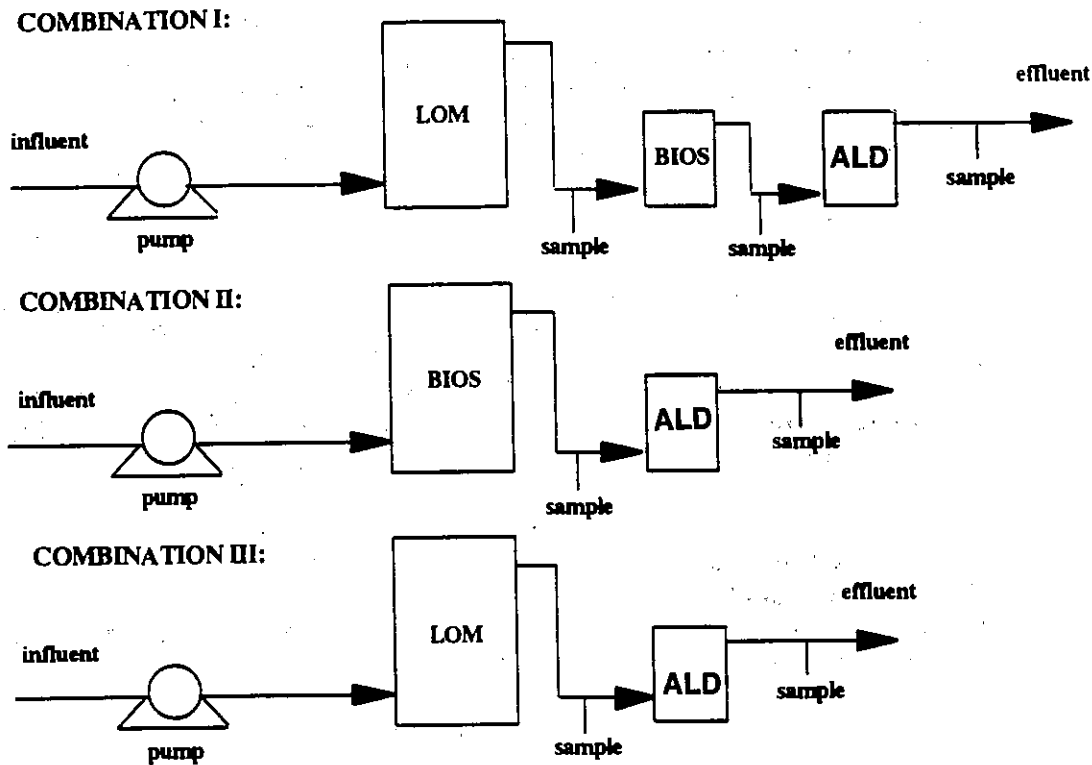 COMBINATION I:
effluent
LOM
influent
BIOS
ALD
sample
pump
sample
sample
COMBINATION II:
effluent
BIOS
influent
ALD
sample
pump
sample
COMBINATION III:
effluent
LOM
influent
ALD
sample
pump
sample